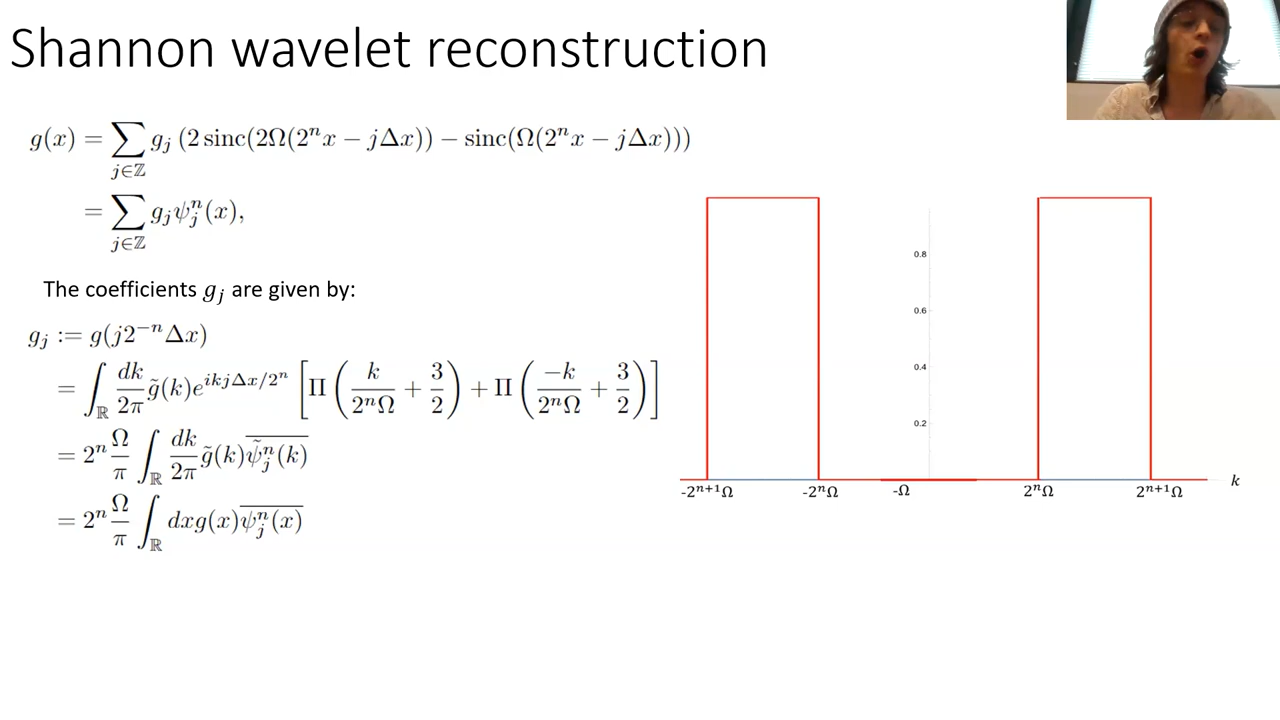 Shannon wavelet reconstruction
g(x) = ∑_{j∈ℤ} g_j (2 sinc(2Ω(2^n x − jΔx)) − sinc(Ω(2^n x − jΔx)))
= ∑_{j∈ℤ} g_j ψ_j^n(x),
The coefficients g_j are given by:
g_j := g(j2^{−n}Δx)
= ∫_ℝ dk/2π g̃(k)e^{ikjΔx/2^n} [Π(k/2^nΩ + 3/2) + Π(−k/2^nΩ + 3/2)]
= 2^n Ω/π ∫_ℝ dk/2π g̃(k)\overline{ψ̃_j^n(k)}
= 2^n Ω/π ∫_ℝ dxg(x)\overline{ψ_j^n(x)}
0.8
0.6
0.4
0.2
-2^{n+1}Ω -2^nΩ -Ω 2^nΩ 2^{n+1}Ω k